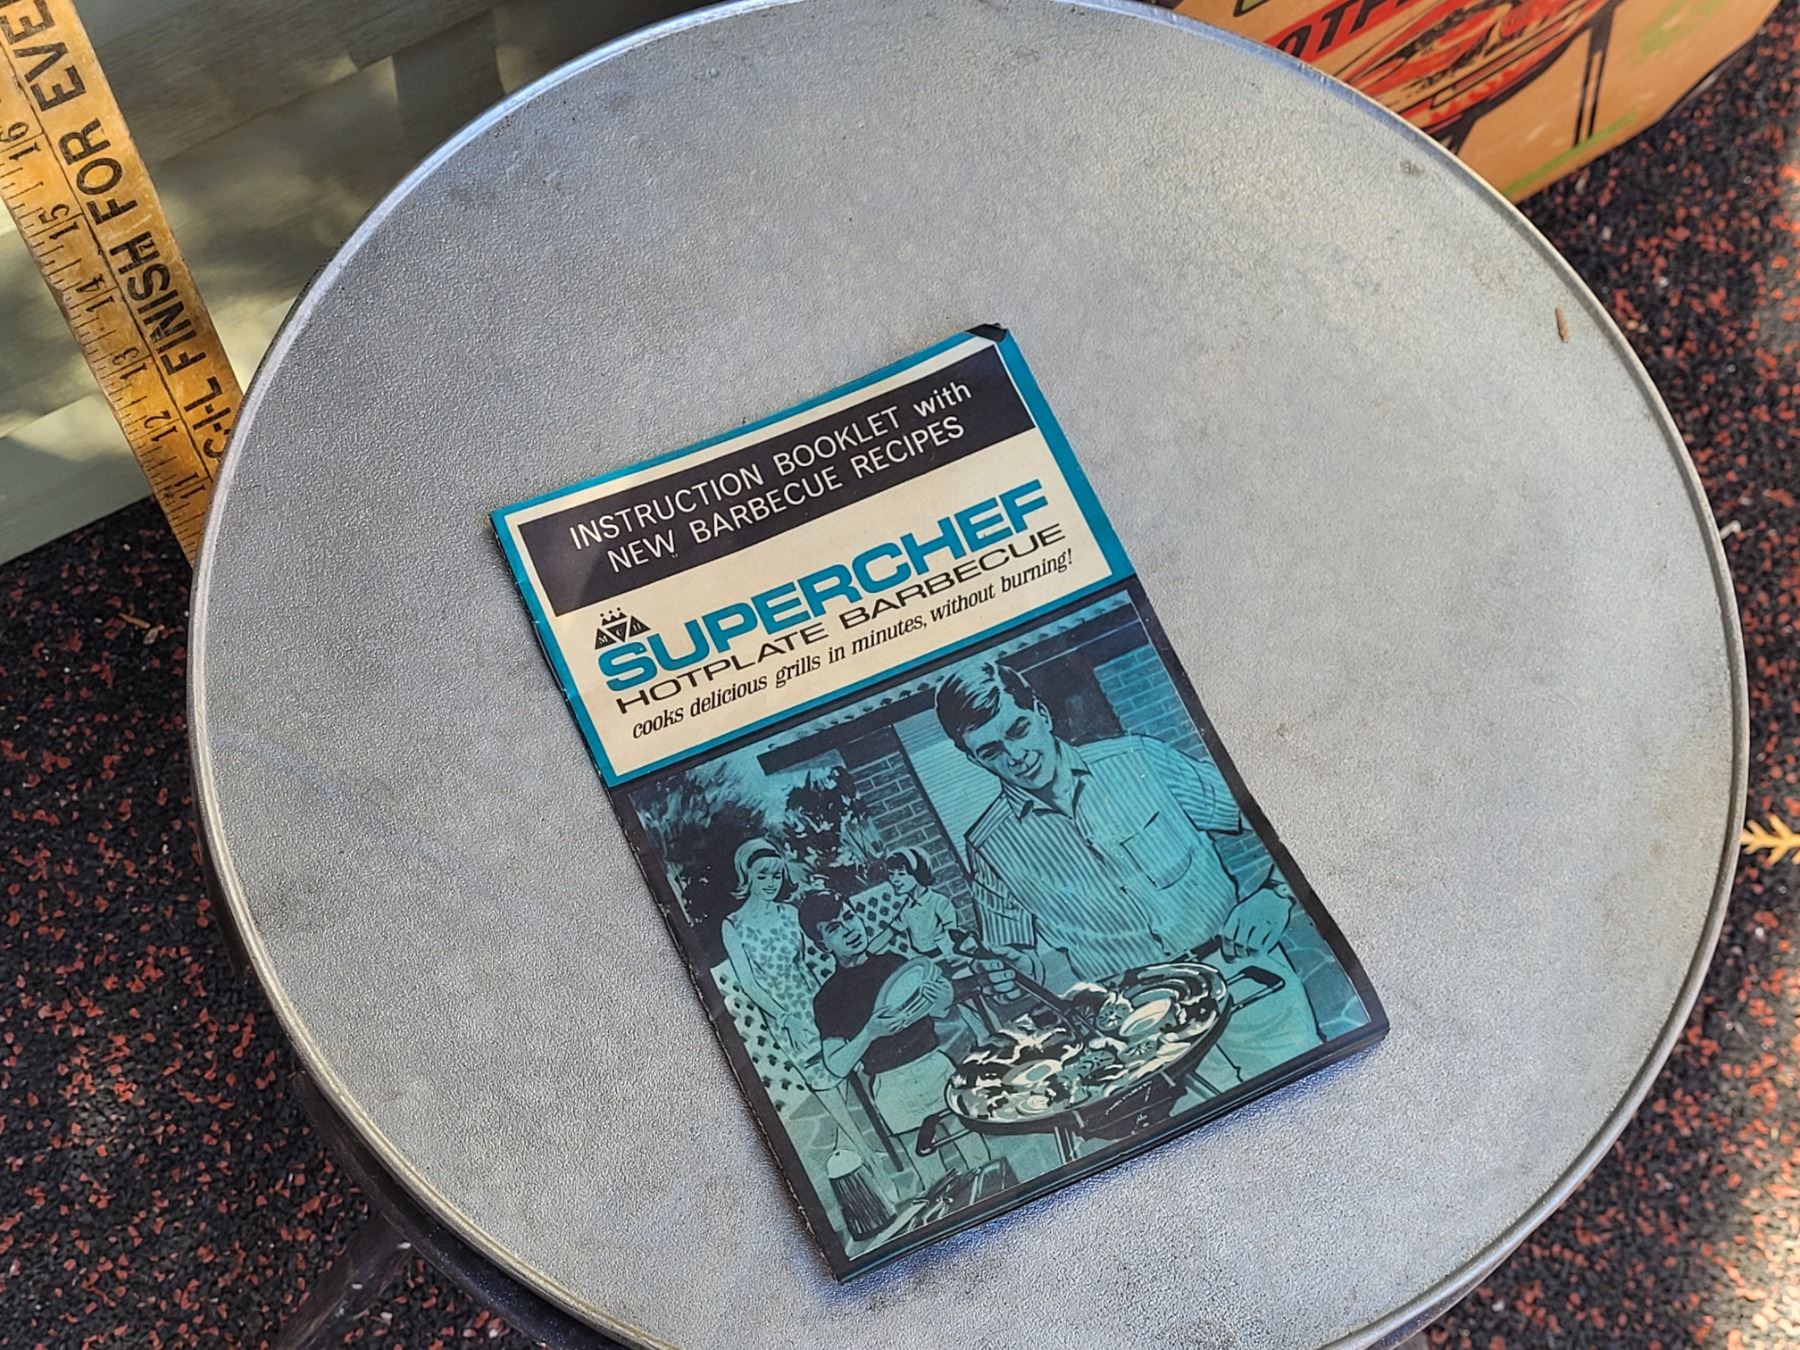 INSTRUCTION BOOKLET with
NEW BARBECUE RECIPES
SUPERCHEF
HOTPLATE BARBECUE
cooks delicious grills in minutes, without burning!
C-I-L FINISH FOR EVE
16
15
14
13
12
11